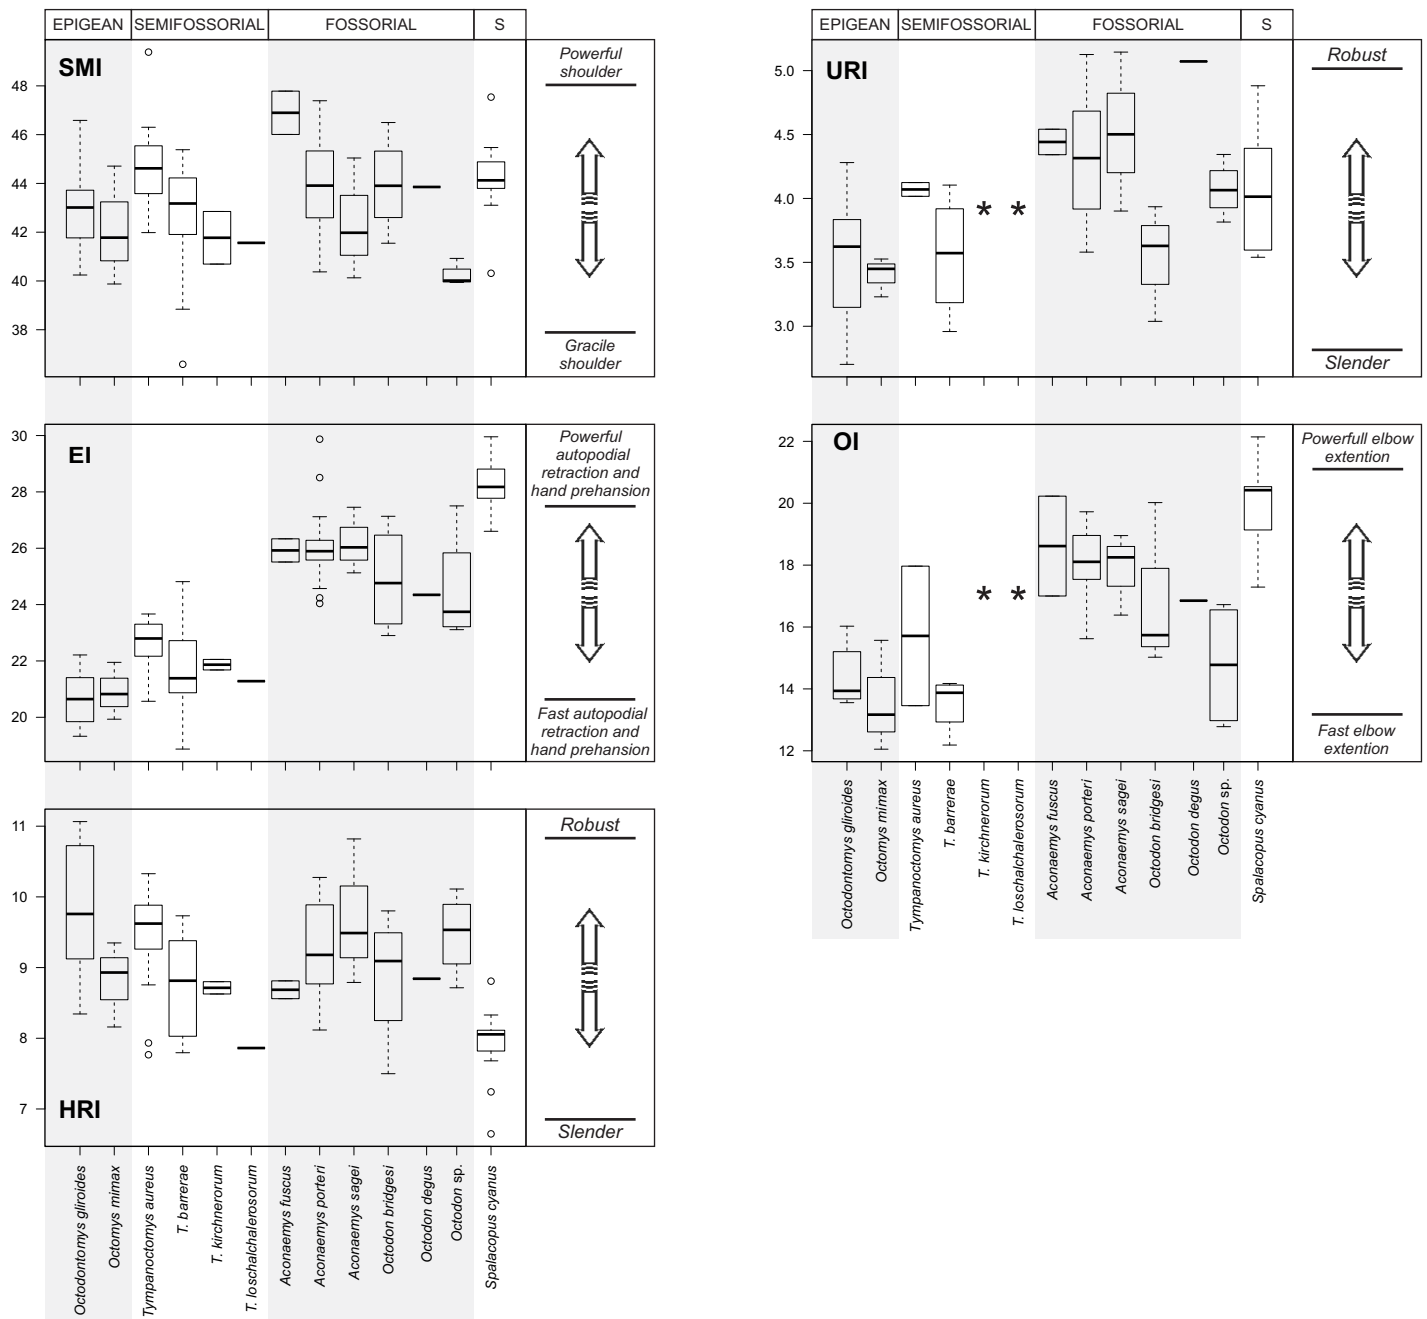 EPIGEAN SEMIFOSSORIAL FOSSORIAL S
SMI
48
46
44
42
40
38
Powerful
shoulder
Gracile
shoulder
EI
30
28
26
24
22
20
Powerful
autopodial
retraction and
hand prehansion
Fast autopodial
retraction and
hand prehansion
HRI
11
10
9
8
7
Robust
Slender
Octodontomys gliroides
Octomys mimax
Tympanoctomys aureus
T. barrerae
T. kirchnerorum
T. loschalchalerosorum
Aconaemys fuscus
Aconaemys porteri
Aconaemys sagei
Octodon bridgesi
Octodon degus
Octodon sp.
Spalacopus cyanus
EPIGEAN SEMIFOSSORIAL FOSSORIAL S
URI
5.0
4.5
4.0
3.5
3.0
* *
Robust
Slender
OI
22
20
18
16
14
12
* *
Powerfull elbow
extention
Fast elbow
extention
Octodontomys gliroides
Octomys mimax
Tympanoctomys aureus
T. barrerae
T. kirchnerorum
T. loschalchalerosorum
Aconaemys fuscus
Aconaemys porteri
Aconaemys sagei
Octodon bridgesi
Octodon degus
Octodon sp.
Spalacopus cyanus